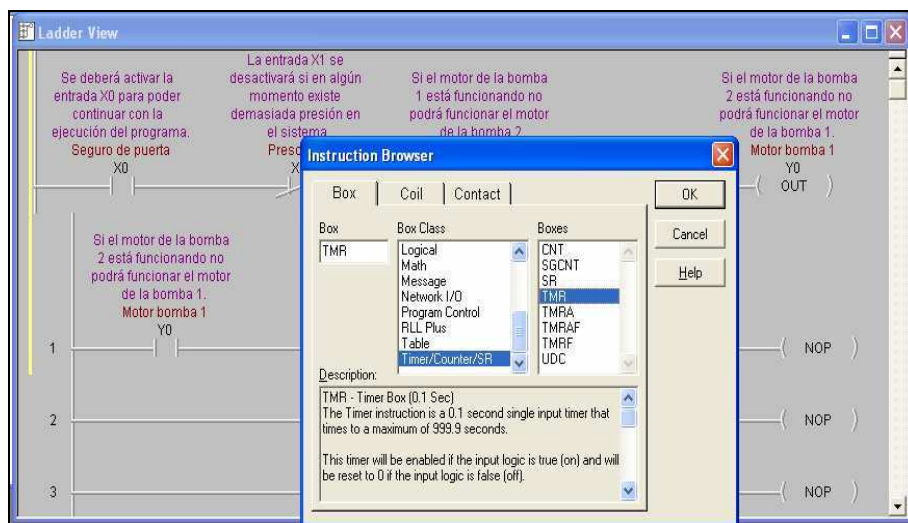 Ladder View
Se deberá activar la
entrada X0 para poder
continuar con la
ejecución del programa.
Seguro de puerta
X0
La entrada X1 se
desactivará si en algún
momento existe
demasiada presión en
el sistema
Si el motor de la bomba
1 está funcionando no
podrá funcionar el motor
de la bomba 2
Si el motor de la bomba
2 está funcionando no
podrá funcionar el motor
de la bomba 1.
Motor bomba 1
Y0
OUT
Si el motor de la bomba
2 está funcionando no
podrá funcionar el motor
de la bomba 1.
Motor bomba 1
Y0
1
NOP
2
NOP
3
NOP
Instruction Browser
Box
Coil
Contact
OK
Cancel
Help
Box
TMR
Box Class
Logical
Math
Message
Network I/O
Program Control
RLL Plus
Table
Timer/Counter/SR
Boxes
CNT
SGCNT
SR
TMR
TMRA
TMRAF
TMRF
UDC
Description:
TMR - Timer Box (0.1 Sec)
The Timer instruction is a 0.1 second single input timer that
times to a maximum of 999.9 seconds.
This timer will be enabled if the input logic is true (on) and will
be reset to 0 if the input logic is false (off).